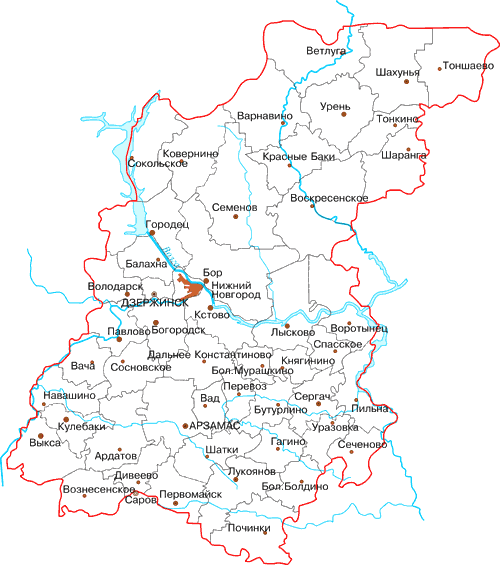 Ветлуга
Тоншаево
Шахунья
Урень
Варнавино
Тонкино
Шаранга
Ковернино
Сокольское
Красные Баки
Воскресенское
Семенов
Городец
Балахна
Бор
Нижний
Новгород
Володарск
ДЗЕРЖИНСК
Кстово
Павлово
Богородск
Лысково
Воротынец
Спасское
Дальнее Константиново
Княгинино
Вача
Сосновское
Бол.Мурашкино
Перевоз
Навашино
Вад
Бутурлино
Сергач
Пильна
Кулебаки
АРЗАМАС
Уразовка
Выкса
Гагино
Сеченово
Ардатов
Шатки
Лукоянов
Дивеево
Бол.Болдино
Вознесенское
Саров
Первомайск
Починки